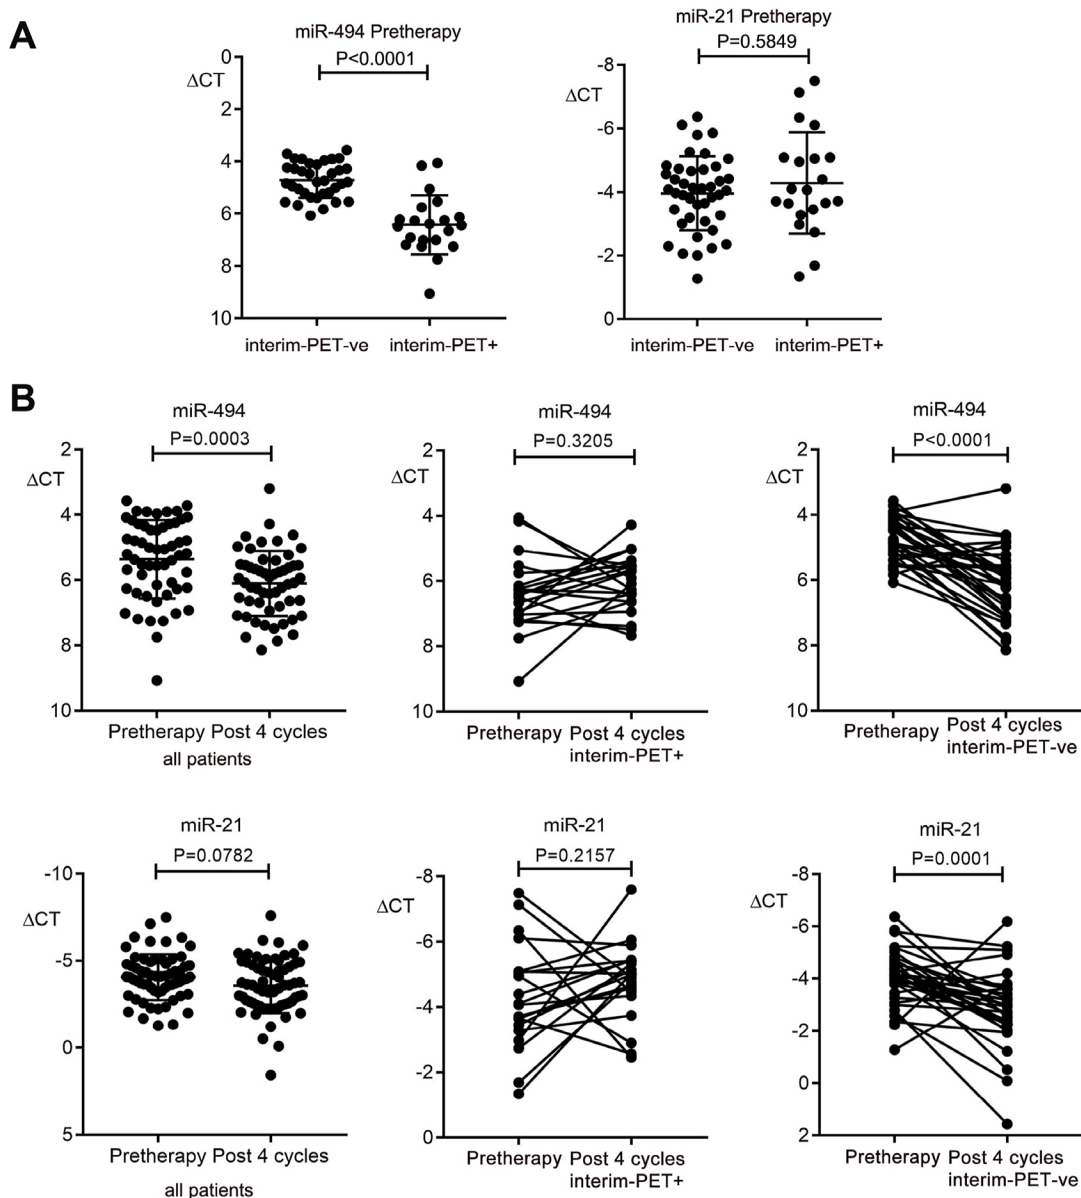 A
miR-494 Pretherapy
P<0.0001
ΔCT
0
2
4
6
8
10
interim-PET-ve interim-PET+
miR-21 Pretherapy
P=0.5849
ΔCT
-8
-6
-4
-2
0
interim-PET-ve interim-PET+
B
miR-494
P=0.0003
ΔCT
2
4
6
8
10
Pretherapy Post 4 cycles
all patients
miR-494
P=0.3205
ΔCT
2
4
6
8
10
Pretherapy Post 4 cycles
interim-PET+
miR-494
P<0.0001
ΔCT
2
4
6
8
10
Pretherapy Post 4 cycles
interim-PET-ve
miR-21
P=0.0782
ΔCT
-10
-5
0
5
Pretherapy Post 4 cycles
all patients
miR-21
P=0.2157
ΔCT
-8
-6
-4
-2
0
Pretherapy Post 4 cycles
interim-PET+
miR-21
P=0.0001
ΔCT
-8
-6
-4
-2
0
2
Pretherapy Post 4 cycles
interim-PET-ve